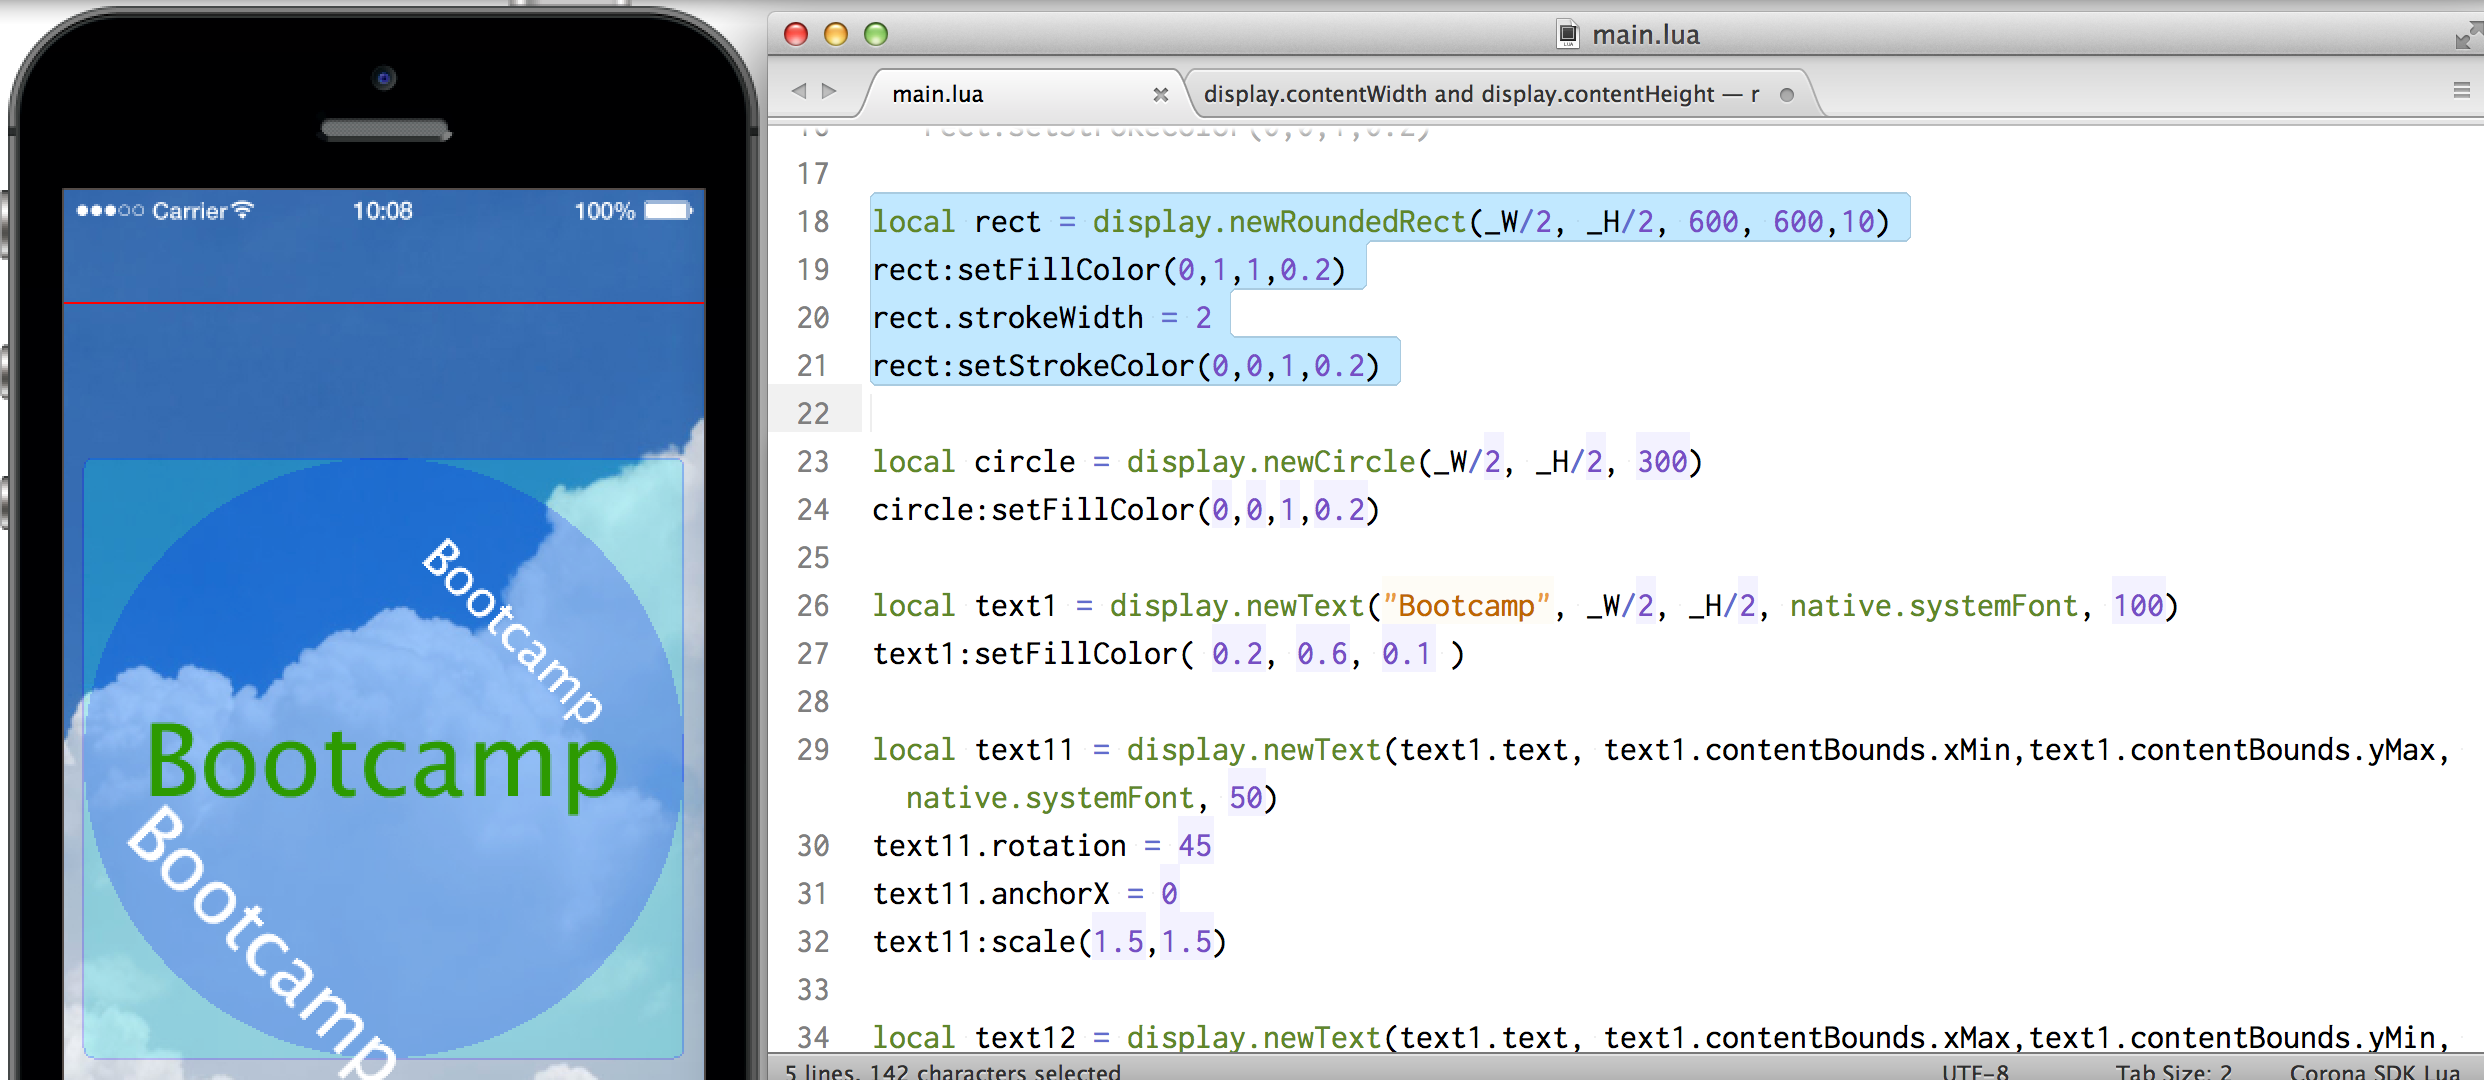 Carrier
10:08
100%
Bootcamp
Bootcamp
Bootcamp
main.lua
main.lua
display.contentWidth and display.contentHeight — r
16 rect:setStrokeColor(0,0,1,0.2)
17
18 local rect = display.newRoundedRect(_W/2, _H/2, 600, 600,10)
19 rect:setFillColor(0,1,1,0.2)
20 rect.strokeWidth = 2
21 rect:setStrokeColor(0,0,1,0.2)
22
23 local circle = display.newCircle(_W/2, _H/2, 300)
24 circle:setFillColor(0,0,1,0.2)
25
26 local text1 = display.newText("Bootcamp", _W/2, _H/2, native.systemFont, 100)
27 text1:setFillColor( 0.2, 0.6, 0.1 )
28
29 local text11 = display.newText(text1.text, text1.contentBounds.xMin,text1.contentBounds.yMax,
native.systemFont, 50)
30 text11.rotation = 45
31 text11.anchorX = 0
32 text11:scale(1.5,1.5)
33
34 local text12 = display.newText(text1.text, text1.contentBounds.xMax,text1.contentBounds.yMin,
5 lines, 142 characters selected
UTF-8
Tab Size: 2
Corona SDK Lua